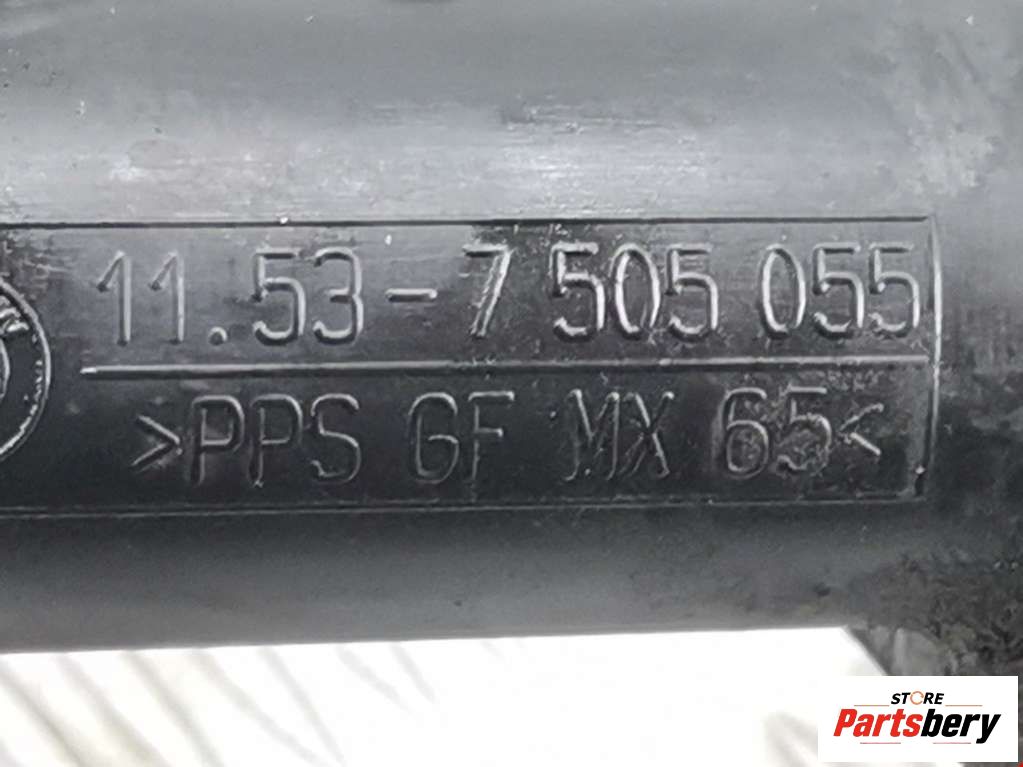 11.53-7 505 055
>PPS GF MX 65<
STORE
Partsbery